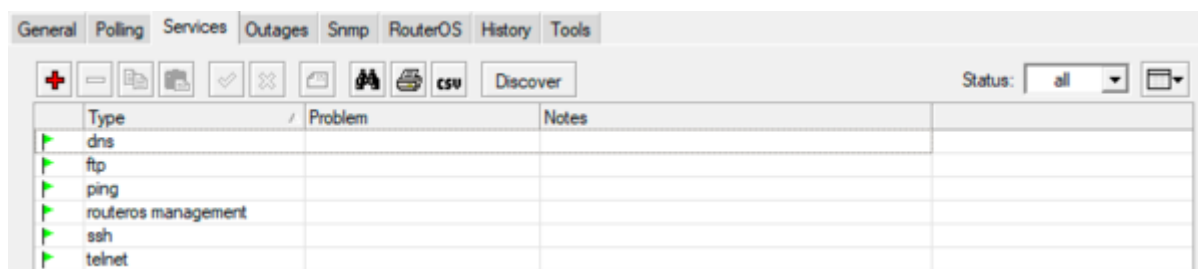 General Polling Services Outages Snmp RouterOS History Tools
csv Discover Status: all
Type / Problem Notes
dns
ftp
ping
routeros management
ssh
telnet